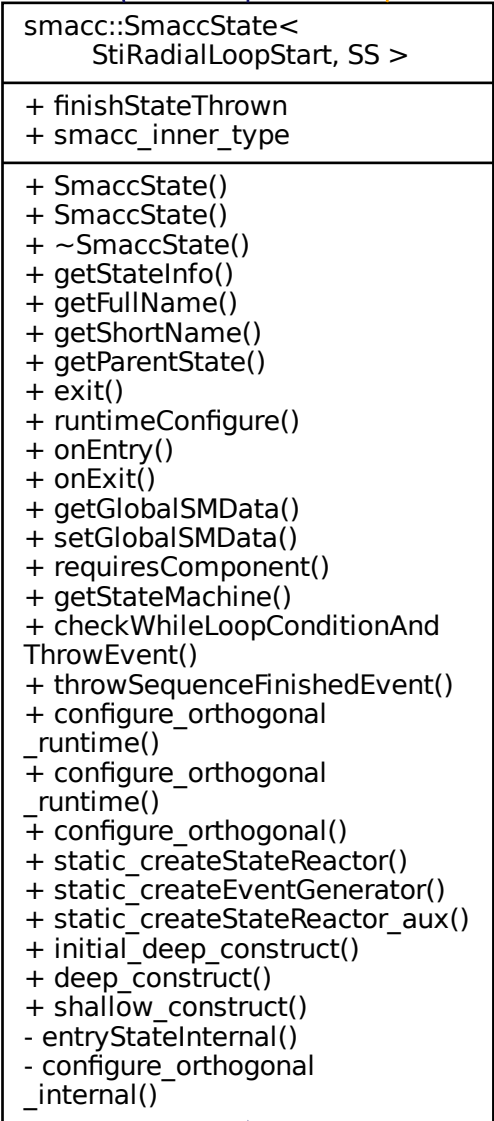 smacc::SmaccState<
StiRadialLoopStart, SS >
+ finishStateThrown
+ smacc_inner_type
+ SmaccState()
+ SmaccState()
+ ~SmaccState()
+ getStateInfo()
+ getFullName()
+ getShortName()
+ getParentState()
+ exit()
+ runtimeConfigure()
+ onEntry()
+ onExit()
+ getGlobalSMData()
+ setGlobalSMData()
+ requiresComponent()
+ getStateMachine()
+ checkWhileLoopConditionAnd
ThrowEvent()
+ throwSequenceFinishedEvent()
+ configure_orthogonal
_runtime()
+ configure_orthogonal
_runtime()
+ configure_orthogonal()
+ static_createStateReactor()
+ static_createEventGenerator()
+ static_createStateReactor_aux()
+ initial_deep_construct()
+ deep_construct()
+ shallow_construct()
- entryStateInternal()
- configure_orthogonal
_internal()